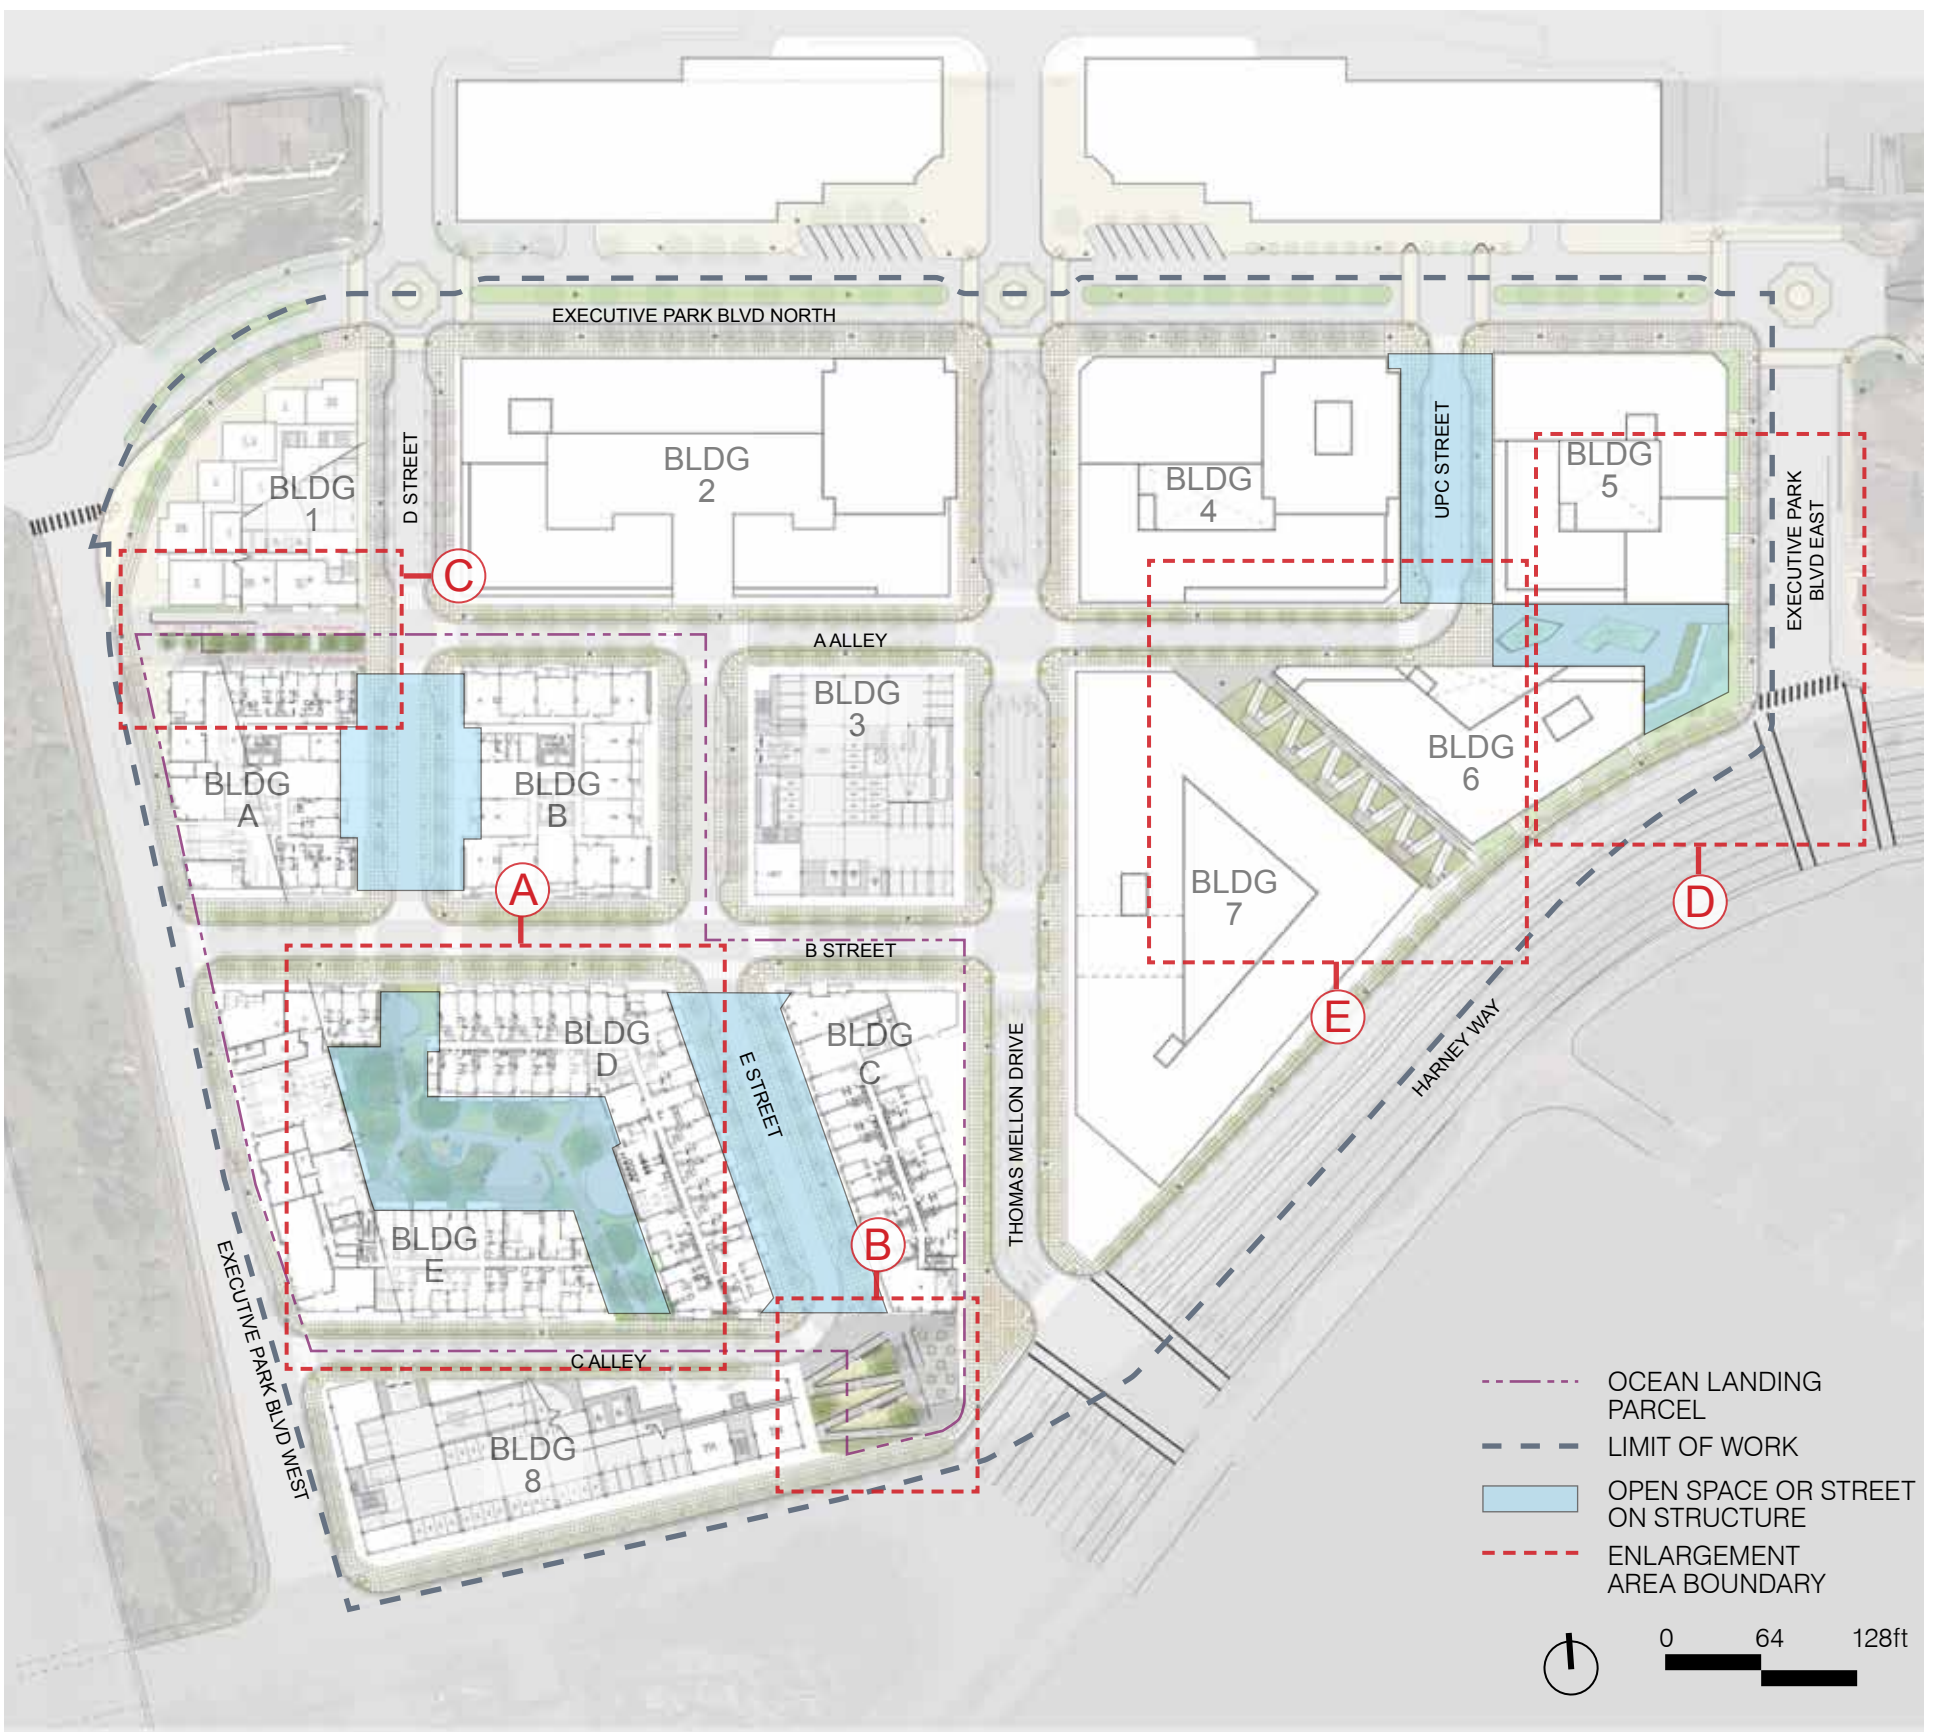 EXECUTIVE PARK BLVD NORTH
D STREET
BLDG
1
BLDG
2
BLDG
4
UPC STREET
BLDG
5
EXECUTIVE PARK
BLVD EAST
C
A ALLEY
BLDG
3
BLDG
A
BLDG
B
BLDG
6
A
BLDG
7
D
B STREET
E
BLDG
D
E STREET
BLDG
C
THOMAS MELLON DRIVE
HARNEY WAY
BLDG
E
B
EXECUTIVE PARK BLVD WEST
C ALLEY
BLDG
8
OCEAN LANDING
PARCEL
LIMIT OF WORK
OPEN SPACE OR STREET
ON STRUCTURE
ENLARGEMENT
AREA BOUNDARY
0 64 128ft